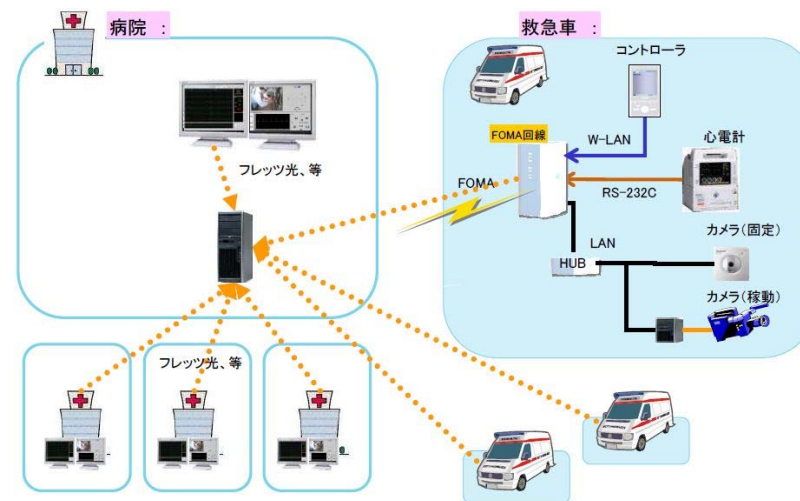 病院 :
フレッツ光、等
フレッツ光、等
救急車 :
コントローラ
FOMA回線
W-LAN
心電計
FOMA
RS-232C
LAN
HUB
カメラ(固定)
カメラ(稼動)